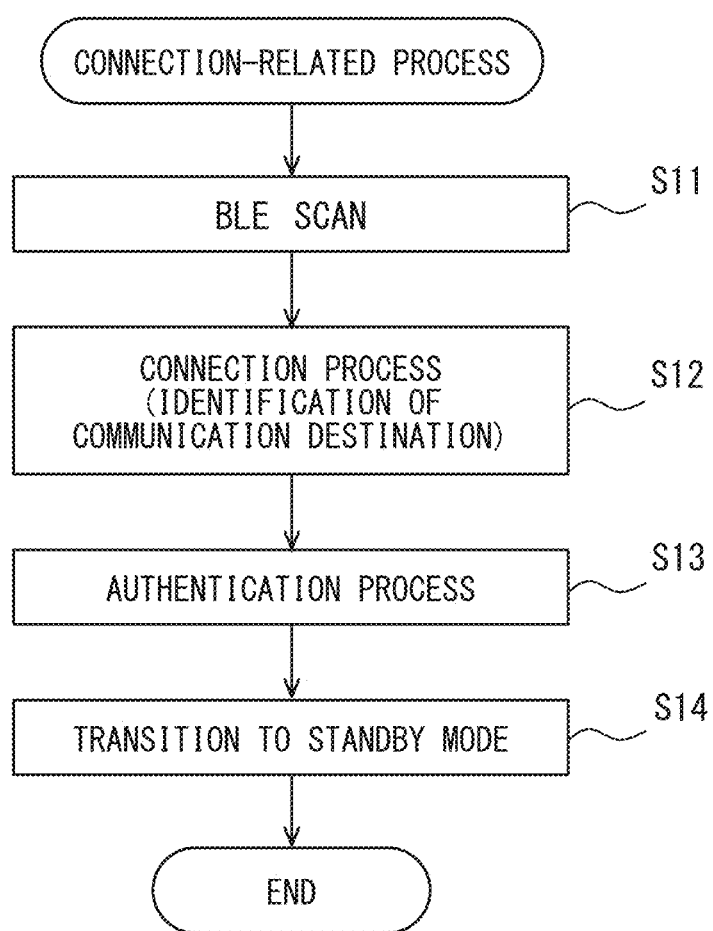 CONNECTION-RELATED PROCESS
BLE SCAN
S11
CONNECTION PROCESS
(IDENTIFICATION OF
COMMUNICATION DESTINATION)
S12
AUTHENTICATION PROCESS
S13
TRANSITION TO STANDBY MODE
S14
END